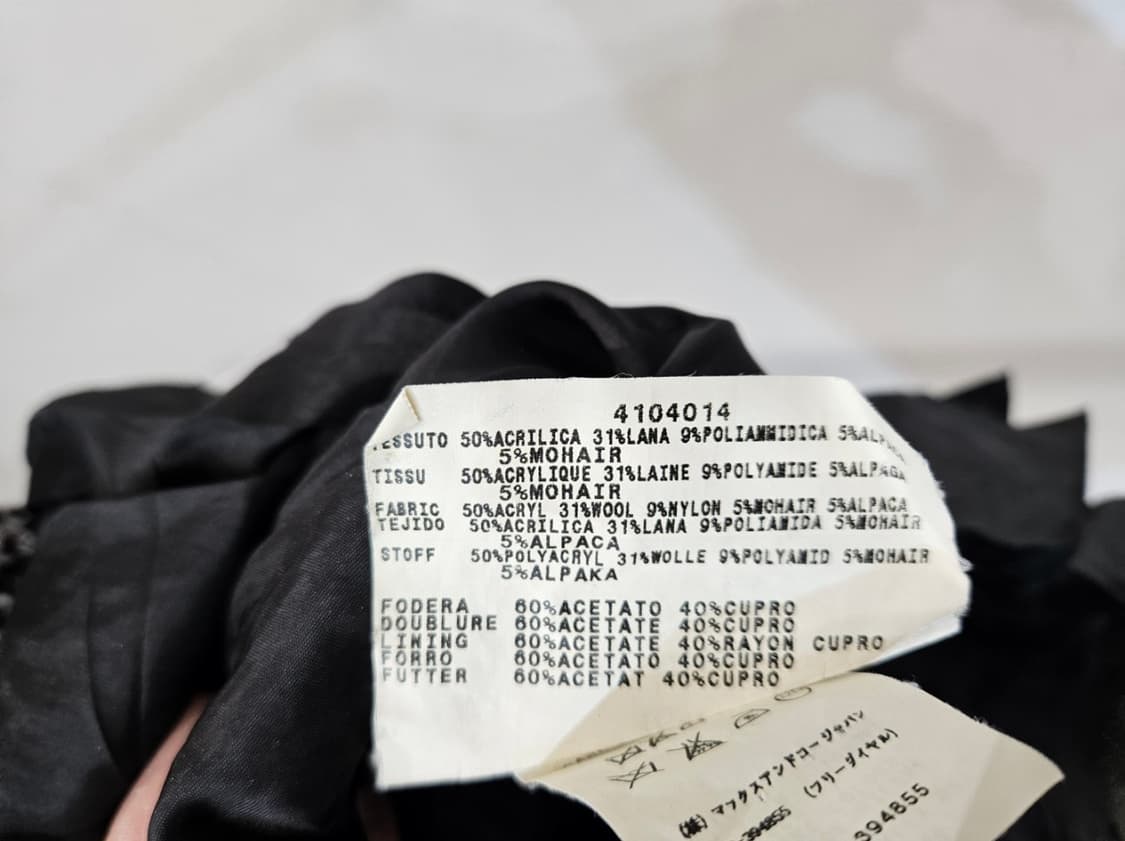 4104014
TESSUTO 50%ACRILICA 31%LANA 9%POLIAMMIDICA 5%ALPACA
5%MOHAIR
TISSU 50%ACRYLIQUE 31%LAINE 9%POLYAMIDE 5%ALPAGA
5%MOHAIR
FABRIC 50%ACRYL 31%WOOL 9%NYLON 5%MOHAIR 5%ALPACA
TEJIDO 50%ACRILICA 31%LANA 9%POLIAMIDA 5%MOHAIR
5%ALPACA
STOFF 50%POLYACRYL 31%WOLLE 9%POLYAMID 5%MOHAIR
5%ALPAKA
FODERA 60%ACETATO 40%CUPRO
DOUBLURE 60%ACETATE 40%CUPRO
LINING 60%ACETATE 40%RAYON CUPRO
FORRO 60%ACETATO 40%CUPRO
FUTTER 60%ACETAT 40%CUPRO
(株) マックスアンドコージャパン
-394855 (フリーダイヤル)
394855